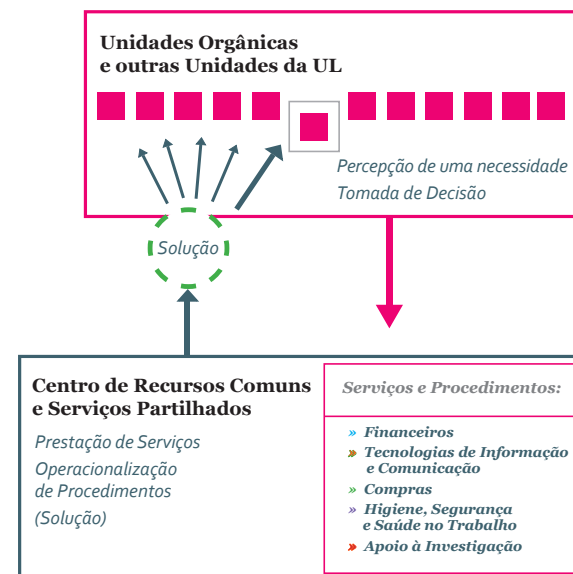 Unidades Orgânicas
e outras Unidades da UL
Percepção de uma necessidade
Tomada de Decisão
Solução
Centro de Recursos Comuns
e Serviços Partilhados
Prestação de Serviços
Operacionalização
de Procedimentos
(Solução)
Serviços e Procedimentos:
» Financeiros
» Tecnologias de Informação
e Comunicação
» Compras
» Higiene, Segurança
e Saúde no Trabalho
» Apoio à Investigação